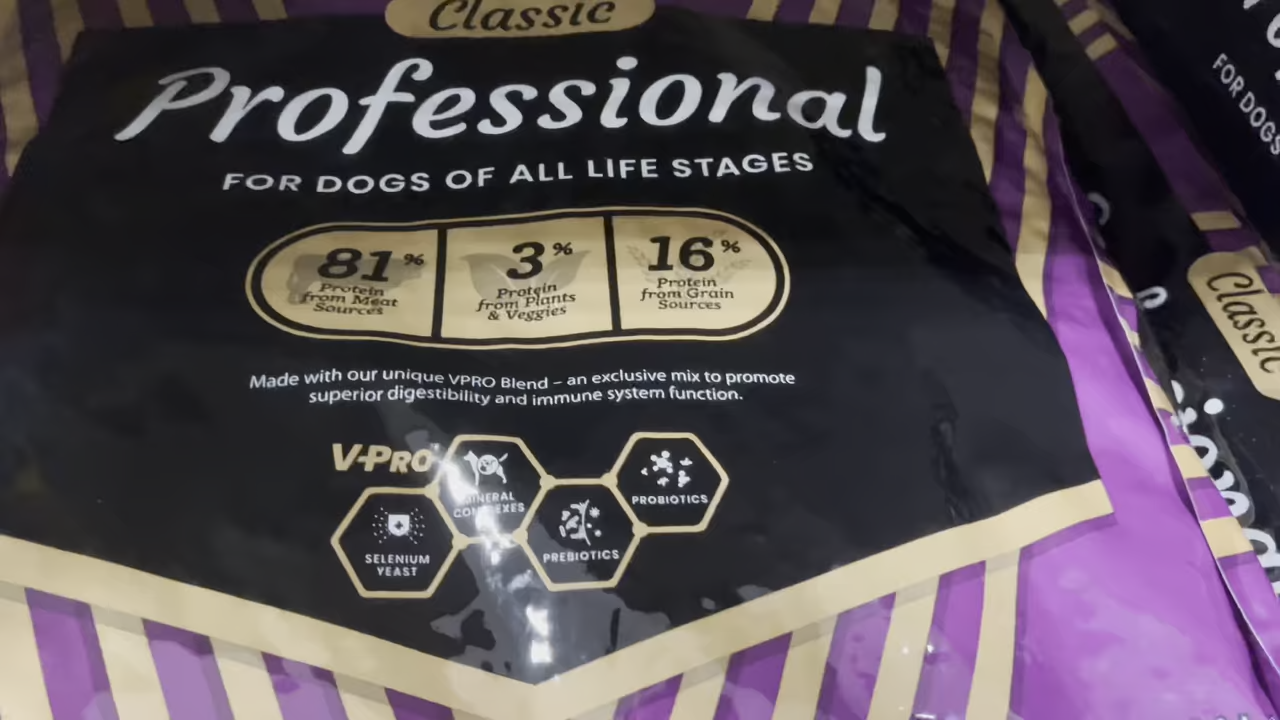 Classic
Professional
FOR DOGS OF ALL LIFE STAGES
81%
Protein
from Meat
Sources
3%
Protein
from Plants
& Veggies
16%
Protein
from Grain
Sources
Made with our unique VPRO Blend – an exclusive mix to promote
superior digestibility and immune system function.
V-PRO
MINERAL
COMPLEXES
PROBIOTICS
SELENIUM
YEAST
PREBIOTICS
FOR DOGS
Classic